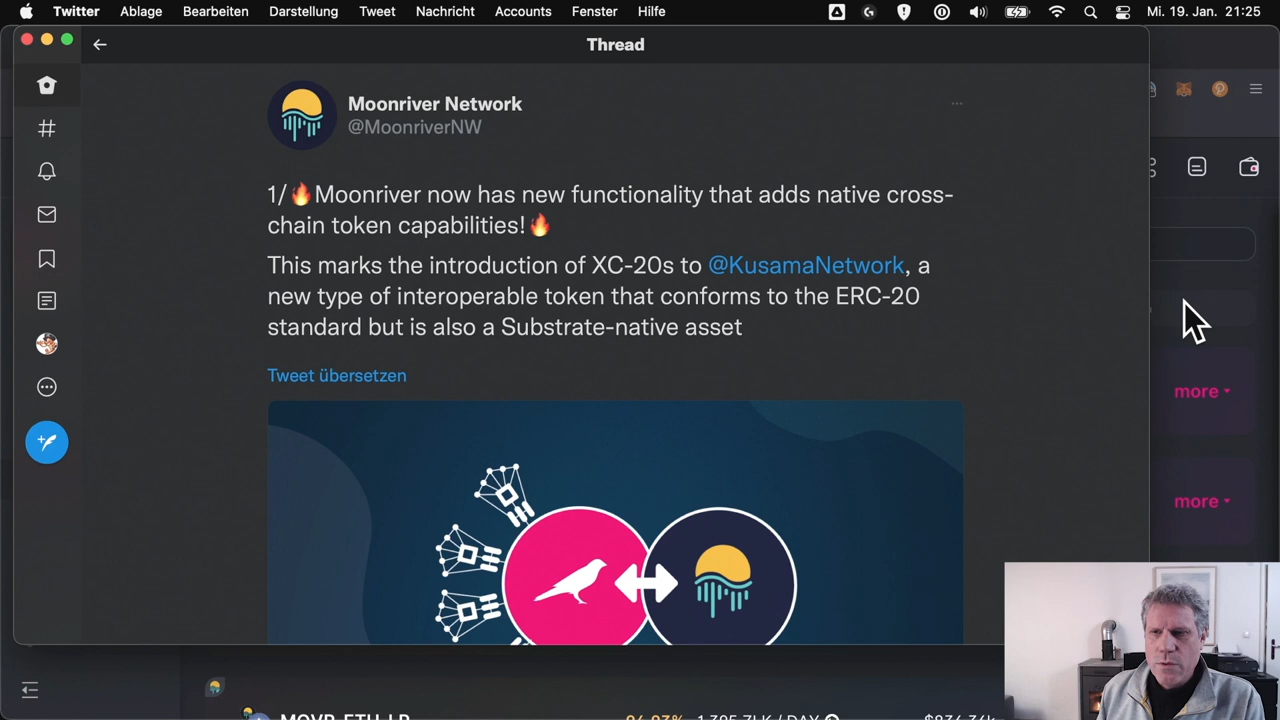 Twitter Ablage Bearbeiten Darstellung Tweet Nachricht Accounts Fenster Hilfe Mi. 19. Jan. 21:25
Thread
Moonriver Network
@MoonriverNW
1/🔥Moonriver now has new functionality that adds native cross-
chain token capabilities!🔥
This marks the introduction of XC-20s to @KusamaNetwork, a
new type of interoperable token that conforms to the ERC-20
standard but is also a Substrate-native asset
Tweet übersetzen
more
more